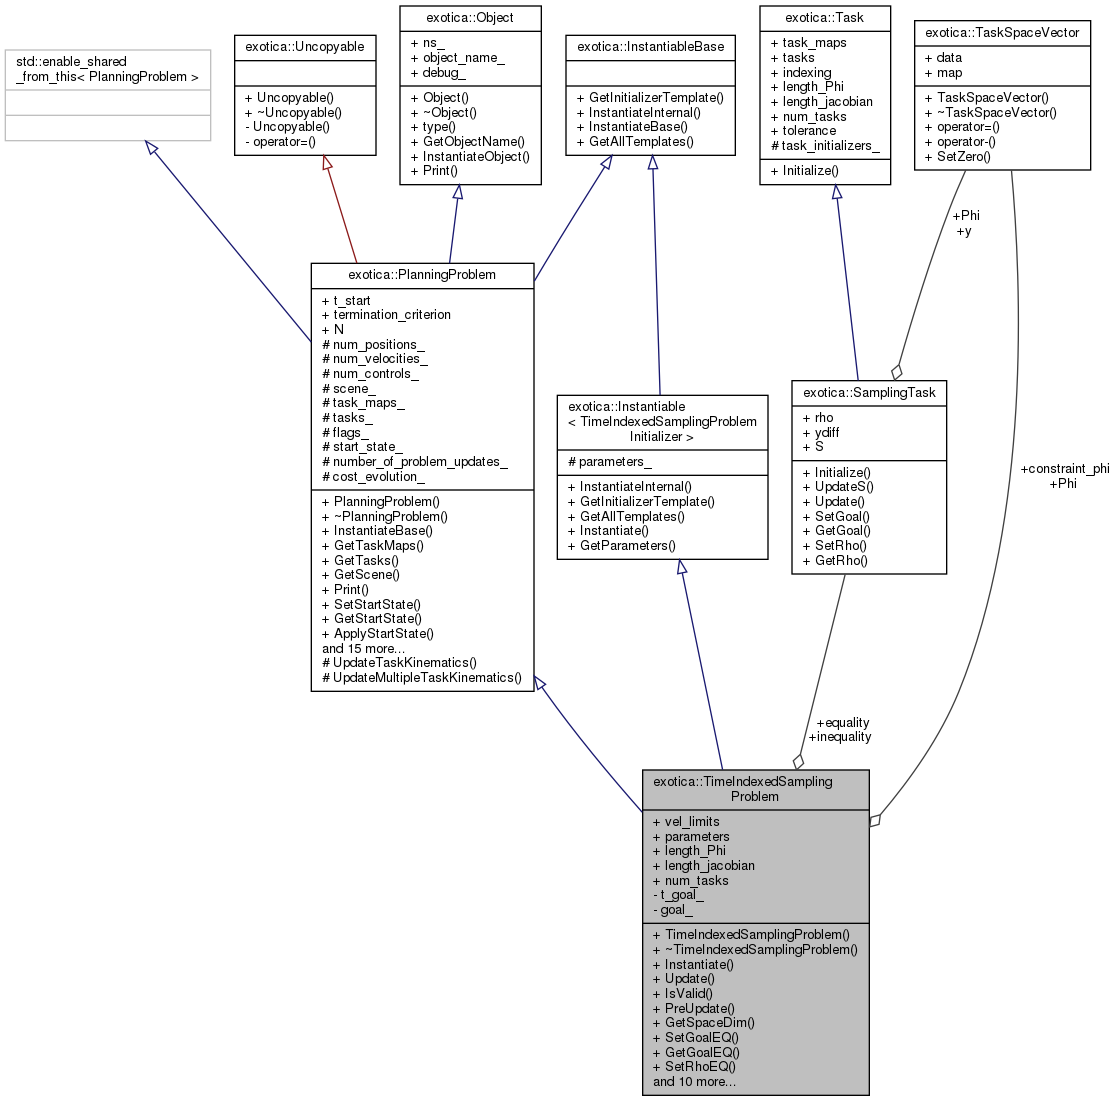 std::enable_shared
_from_this< PlanningProblem >
exotica::Uncopyable
+ Uncopyable()
+ ~Uncopyable()
- Uncopyable()
- operator=()
exotica::Object
+ ns_
+ object_name_
+ debug_
+ Object()
+ ~Object()
+ type()
+ GetObjectName()
+ InstantiateObject()
+ Print()
exotica::InstantiableBase
+ GetInitializerTemplate()
+ InstantiateInternal()
+ InstantiateBase()
+ GetAllTemplates()
exotica::Task
+ task_maps
+ tasks
+ indexing
+ length_Phi
+ length_jacobian
+ num_tasks
+ tolerance
# task_initializers_
+ Initialize()
exotica::TaskSpaceVector
+ data
+ map
+ TaskSpaceVector()
+ ~TaskSpaceVector()
+ operator=()
+ operator-()
+ SetZero()
+Phi
+y
exotica::PlanningProblem
+ t_start
+ termination_criterion
+ N
# num_positions_
# num_velocities_
# num_controls_
# scene_
# task_maps_
# tasks_
# flags_
# start_state_
# number_of_problem_updates_
# cost_evolution_
+ PlanningProblem()
+ ~PlanningProblem()
+ InstantiateBase()
+ GetTaskMaps()
+ GetTasks()
+ GetScene()
+ Print()
+ SetStartState()
+ GetStartState()
+ ApplyStartState()
and 15 more...
# UpdateTaskKinematics()
# UpdateMultipleTaskKinematics()
exotica::Instantiable
< TimeIndexedSamplingProblem
Initializer >
# parameters_
+ InstantiateInternal()
+ GetInitializerTemplate()
+ GetAllTemplates()
+ Instantiate()
+ GetParameters()
exotica::SamplingTask
+ rho
+ ydiff
+ S
+ Initialize()
+ UpdateS()
+ Update()
+ SetGoal()
+ GetGoal()
+ SetRho()
+ GetRho()
+constraint_phi
+Phi
+equality
+inequality
exotica::TimeIndexedSampling
Problem
+ vel_limits
+ parameters
+ length_Phi
+ length_jacobian
+ num_tasks
- t_goal_
- goal_
+ TimeIndexedSamplingProblem()
+ ~TimeIndexedSamplingProblem()
+ Instantiate()
+ Update()
+ IsValid()
+ PreUpdate()
+ GetSpaceDim()
+ SetGoalEQ()
+ GetGoalEQ()
+ SetRhoEQ()
and 10 more...